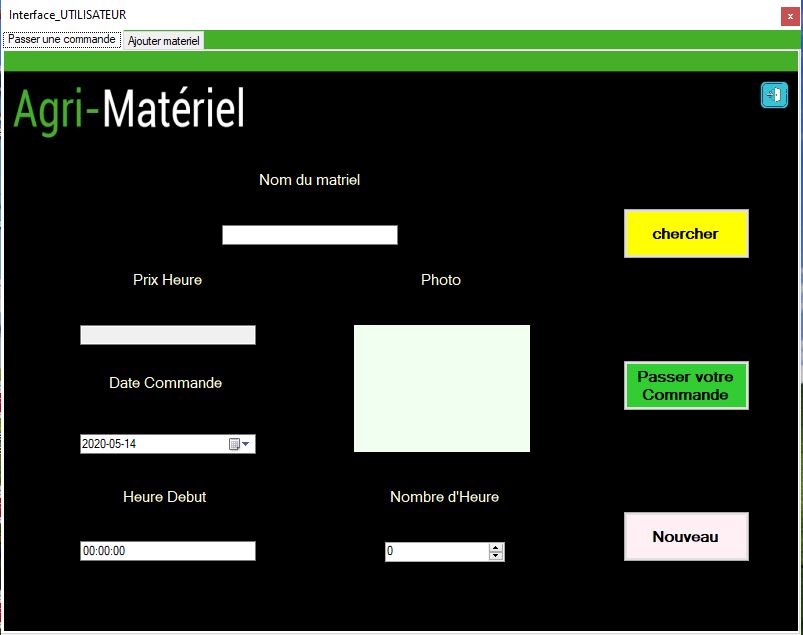 Interface_UTILISATEUR
x
Passer une commande
Ajouter materiel
Agri-Matériel
Nom du matriel
chercher
Prix Heure
Photo
Date Commande
Passer votre
Commande
2020-05-14
Heure Debut
Nombre d'Heure
Nouveau
00:00:00
0